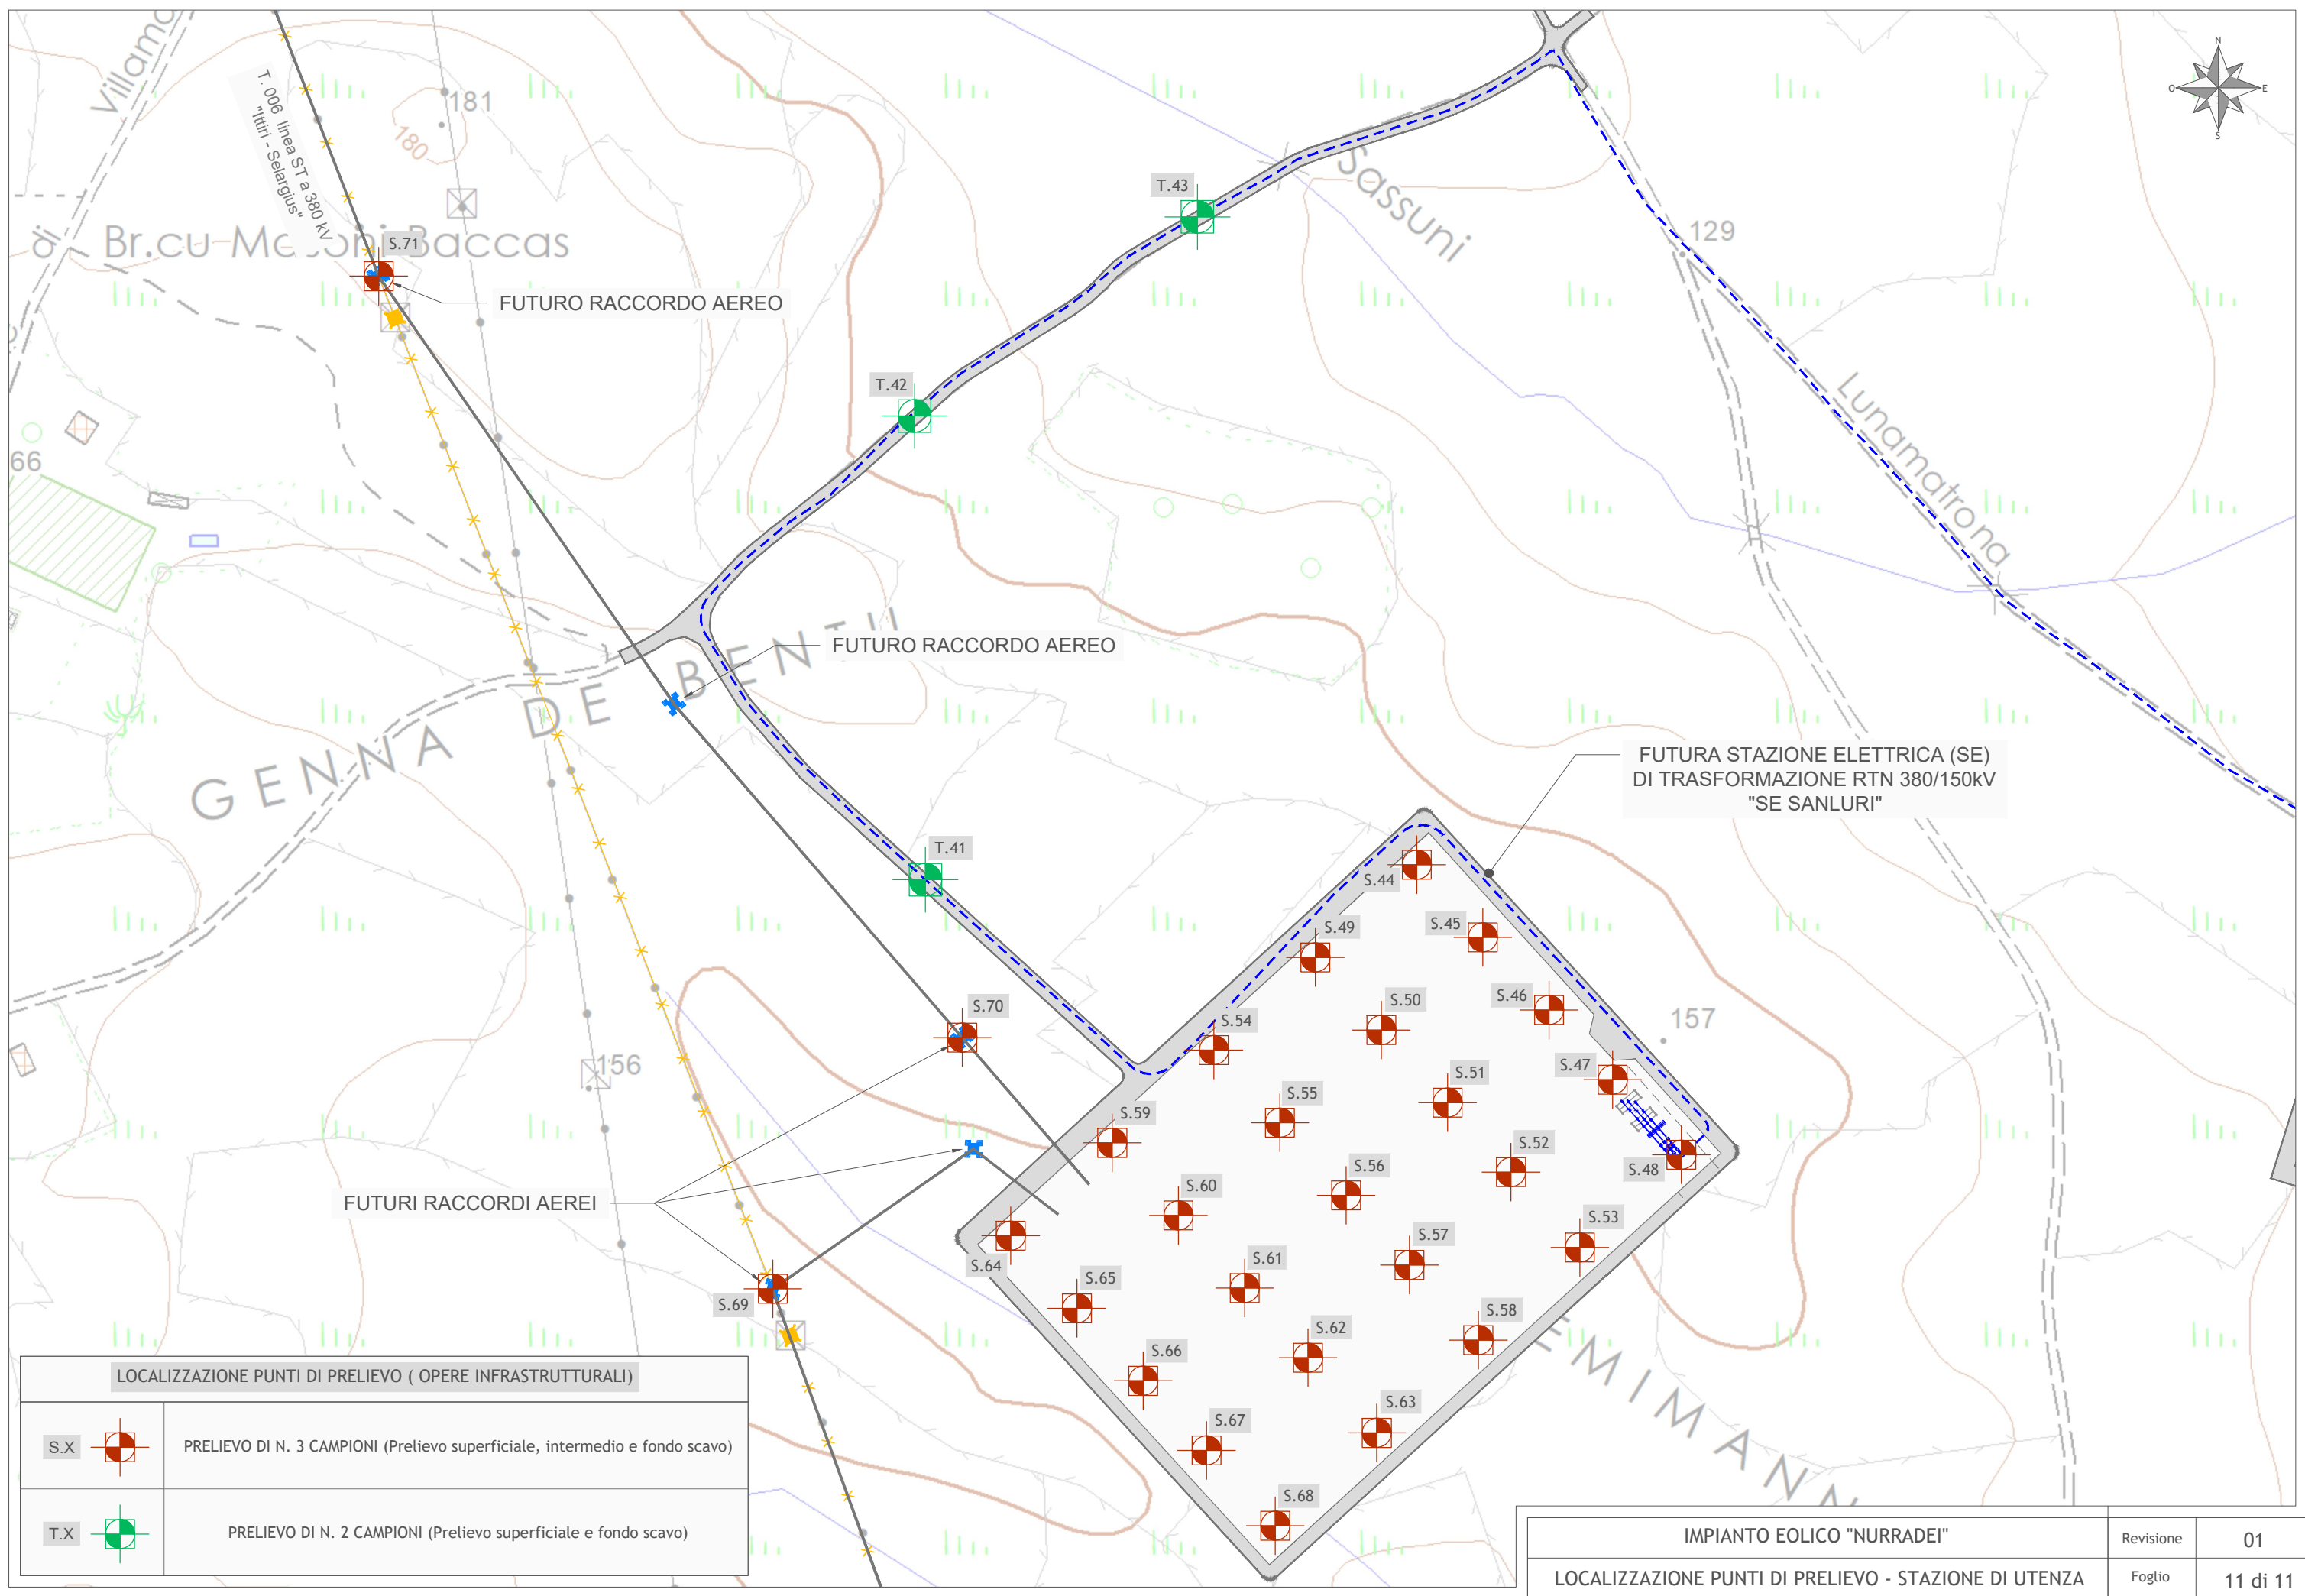 Villama
181
180
T. 006 linea ST a 380 kV
"Ittiri - Selargius"
N
O
E
S
T.43
Sassuni
129
di Br.cu Baccas
S.71
FUTURO RACCORDO AEREO
T.42
Lunamatrona
66
FUTURO RACCORDO AEREO
GENNA DE BENTU
FUTURA STAZIONE ELETTRICA (SE)
DI TRASFORMAZIONE RTN 380/150kV
"SE SANLURI"
T.41
S.44
S.45
S.49
S.46
S.50
S.70
S.54
157
156
S.47
S.51
S.55
S.59
S.52
S.48
S.56
S.60
FUTURI RACCORDI AEREI
S.53
S.57
S.64
S.61
S.65
S.69
S.58
S.62
S.66
EMIMANN
S.63
S.67
S.68
LOCALIZZAZIONE PUNTI DI PRELIEVO ( OPERE INFRASTRUTTURALI)
S.X
PRELIEVO DI N. 3 CAMPIONI (Prelievo superficiale, intermedio e fondo scavo)
T.X
PRELIEVO DI N. 2 CAMPIONI (Prelievo superficiale e fondo scavo)
IMPIANTO EOLICO "NURRADEI"
Revisione
01
LOCALIZZAZIONE PUNTI DI PRELIEVO - STAZIONE DI UTENZA
Foglio
11 di 11